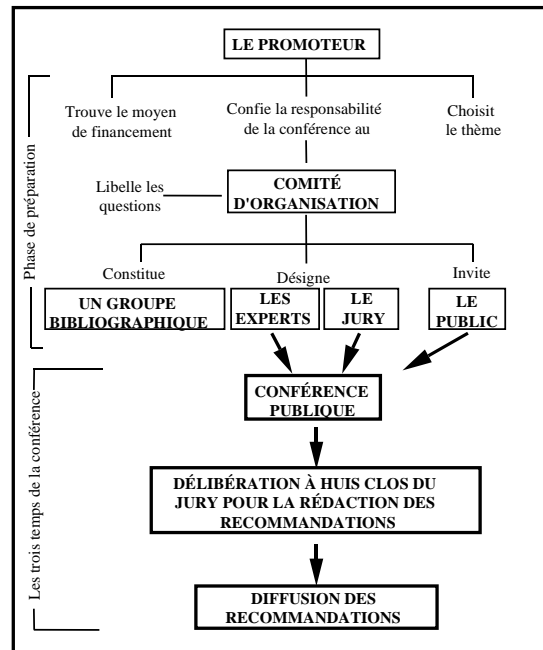 LE PROMOTEUR
Trouve le moyen
de financement
Confie la responsabilité
de la conférence au
Choisit
le thème
Phase de préparation
Libelle les
questions
COMITÉ
D'ORGANISATION
Constitue
Désigne
Invite
UN GROUPE
BIBLIOGRAPHIQUE
LES
EXPERTS
LE
JURY
LE
PUBLIC
Les trois temps de la conférence
CONFÉRENCE
PUBLIQUE
DÉLIBÉRATION À HUIS CLOS DU
JURY POUR LA RÉDACTION DES
RECOMMANDATIONS
DIFFUSION DES
RECOMMANDATIONS